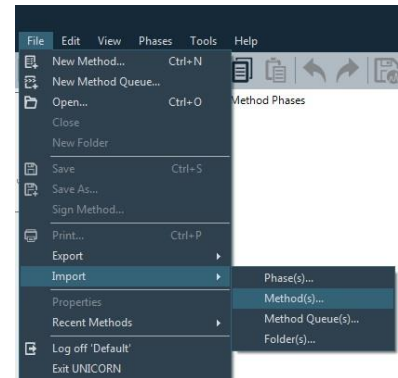 File Edit View Phases Tools Help
New Method... Ctrl+N
New Method Queue...
Open... Ctrl+O
Method Phases
Close
New Folder
Save Ctrl+S
Save As...
Sign Method...
Print... Ctrl+P
Export
Import
Phase(s)...
Properties
Method(s)...
Recent Methods
Method Queue(s)...
Log off 'Default'
Folder(s)...
Exit UNICORN